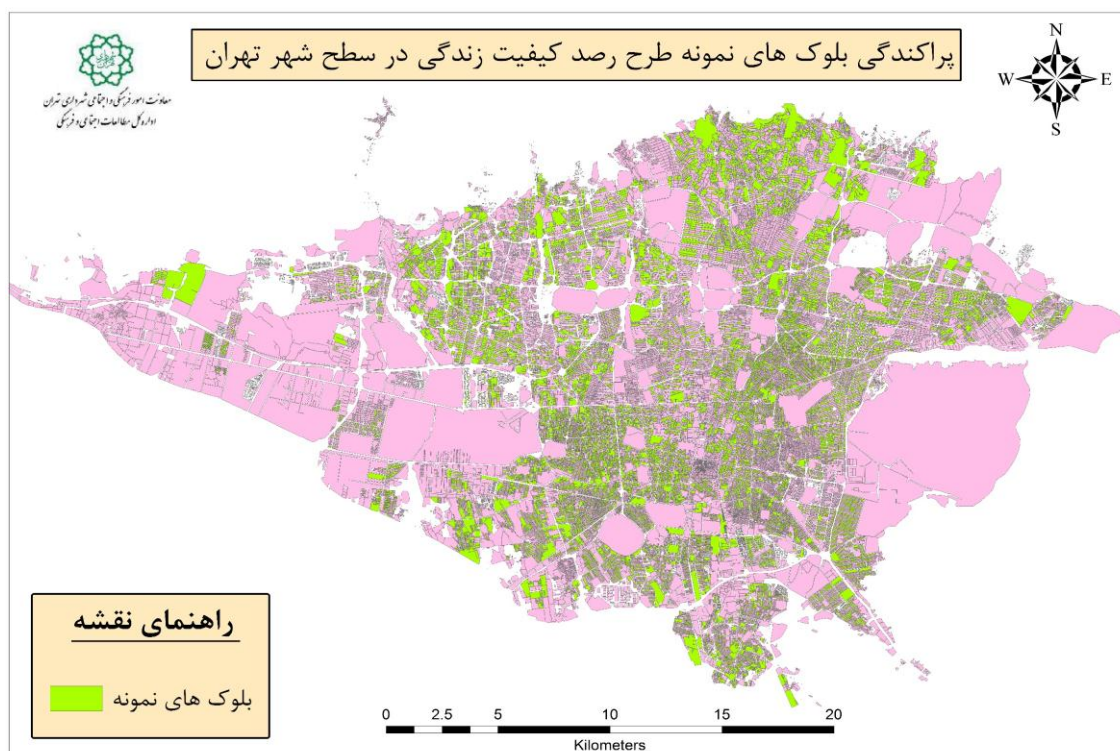 پراکندگی بلوک های نمونه طرح رصد کیفیت زندگی در سطح شهر تهران
معاونت امور فرهنگی و اجتماعی شهرداری تهران
اداره کل مطالعات اجتماعی و فرهنگی
N
W E
S
راهنمای نقشه
بلوک های نمونه
0 2.5 5 10 15 20
Kilometers